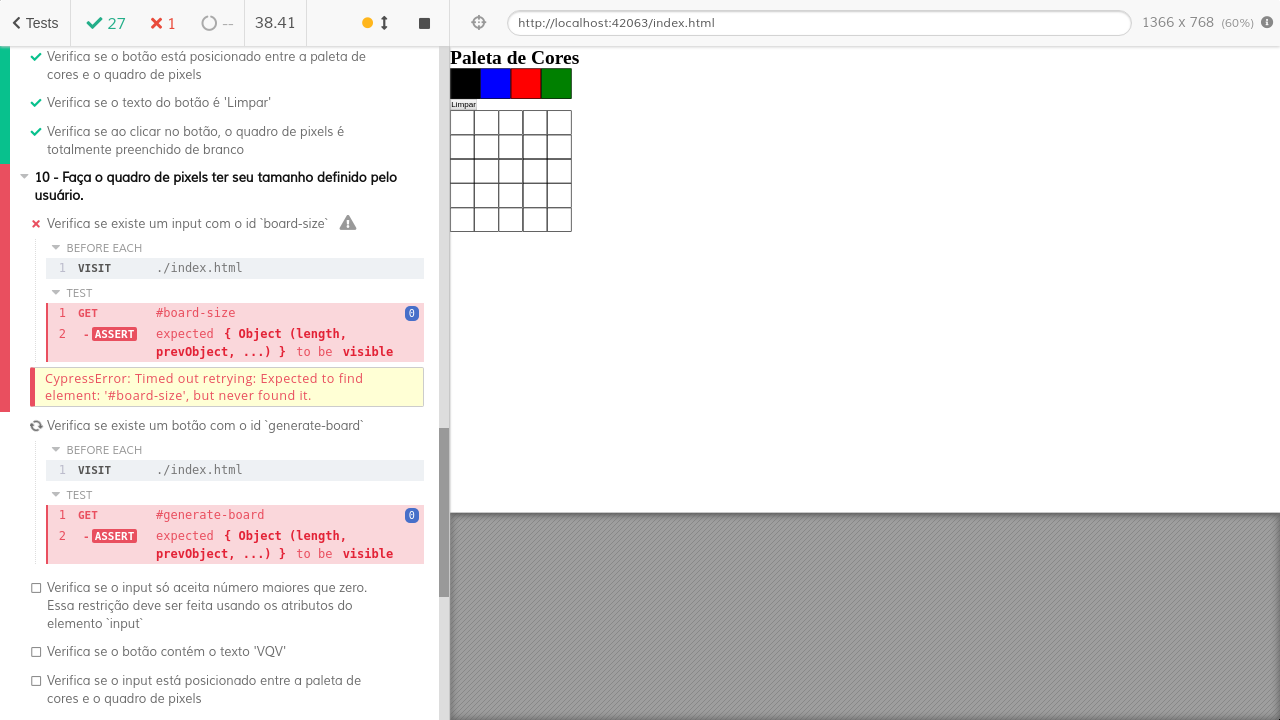 Tests
27
1
--
38.41
http://localhost:42063/index.html
1366 x 768 (60%)
Verifica se o botão está posicionado entre a paleta de
cores e o quadro de pixels
Verifica se o texto do botão é 'Limpar'
Verifica se ao clicar no botão, o quadro de pixels é
totalmente preenchido de branco
10 - Faça o quadro de pixels ter seu tamanho definido pelo
usuário.
Verifica se existe um input com o id `board-size`
BEFORE EACH
1 VISIT ./index.html
TEST
1 GET #board-size 0
2 - ASSERT expected { Object (length,
prevObject, ...) } to be visible
CypressError: Timed out retrying: Expected to find
element: '#board-size', but never found it.
Verifica se existe um botão com o id `generate-board`
BEFORE EACH
1 VISIT ./index.html
TEST
1 GET #generate-board 0
2 - ASSERT expected { Object (length,
prevObject, ...) } to be visible
Verifica se o input só aceita número maiores que zero.
Essa restrição deve ser feita usando os atributos do
elemento `input`
Verifica se o botão contém o texto 'VQV'
Verifica se o input está posicionado entre a paleta de
cores e o quadro de pixels
Paleta de Cores
Limpar